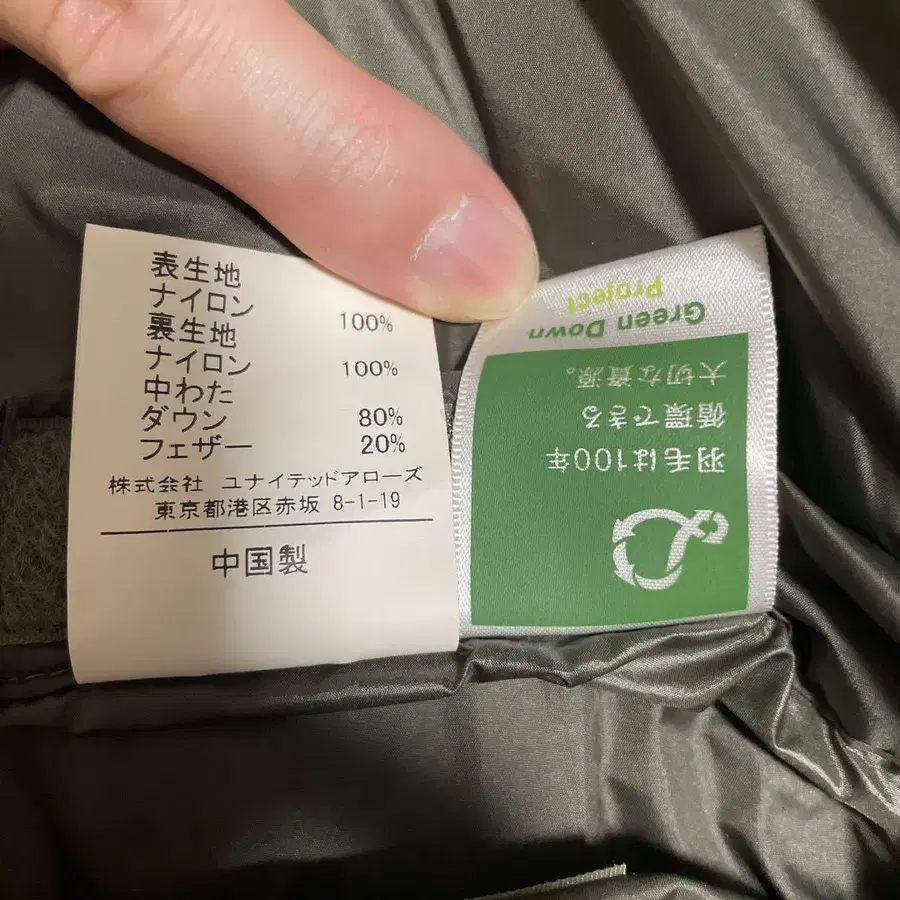 表生地
ナイロン 100%
裏生地
ナイロン 100%
中わた
ダウン 80%
フェザー 20%
株式会社 ユナイテッドアローズ
東京都港区赤坂 8-1-19
中国製
羽毛は100年
循環できる
大切な資源。
Green Down
Project